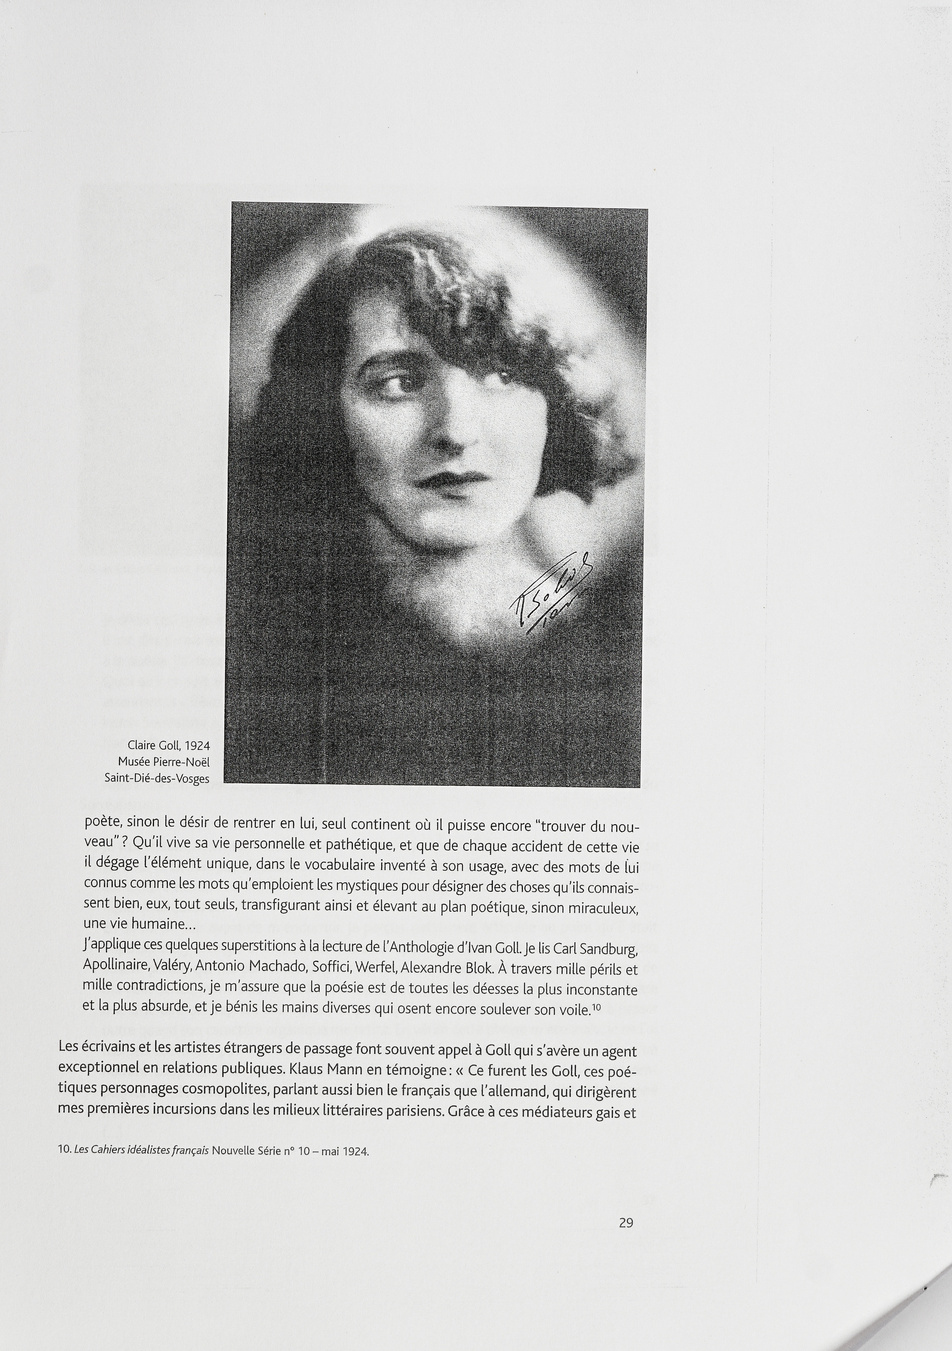 Claire Goll, 1924
Musée Pierre-Noël
Saint-Dié-des-Vosges
poète, sinon le désir de rentrer en lui, seul continent où il puisse encore “trouver du nou-
veau” ? Qu’il vive sa vie personnelle et pathétique, et que de chaque accident de cette vie
il dégage l’élément unique, dans le vocabulaire inventé à son usage, avec des mots de lui
connus comme les mots qu’emploient les mystiques pour désigner des choses qu’ils connais-
sent bien, eux, tout seuls, transfigurant ainsi et élevant au plan poétique, sinon miraculeux,
une vie humaine...
J’applique ces quelques superstitions à la lecture de l’Anthologie d’Ivan Goll. Je lis Carl Sandburg,
Apollinaire, Valéry, Antonio Machado, Soffici, Werfel, Alexandre Blok. À travers mille périls et
mille contradictions, je m’assure que la poésie est de toutes les déesses la plus inconstante
et la plus absurde, et je bénis les mains diverses qui osent encore soulever son voile.¹⁰
Les écrivains et les artistes étrangers de passage font souvent appel à Goll qui s’avère un agent
exceptionnel en relations publiques. Klaus Mann en témoigne : « Ce furent les Goll, ces poé-
tiques personnages cosmopolites, parlant aussi bien le français que l’allemand, qui dirigèrent
mes premières incursions dans les milieux littéraires parisiens. Grâce à ces médiateurs gais et
10. Les Cahiers idéalistes français Nouvelle Série n° 10 – mai 1924.
29